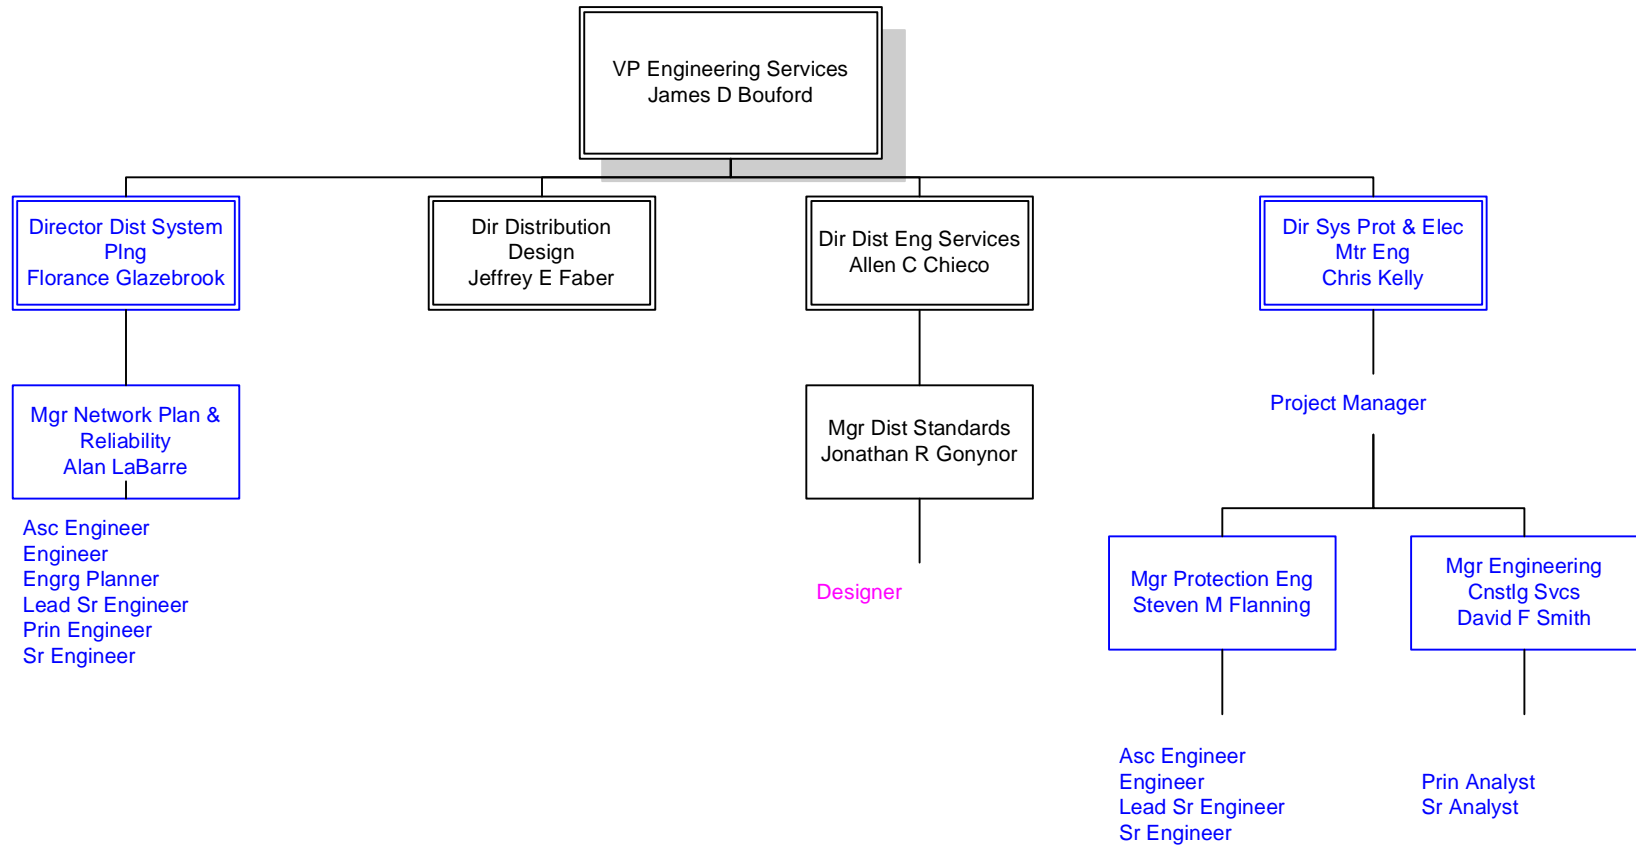 VP Engineering Services
James D Bouford
Director Dist System
Plng
Florance Glazebrook
Dir Distribution
Design
Jeffrey E Faber
Dir Dist Eng Services
Allen C Chieco
Dir Sys Prot & Elec
Mtr Eng
Chris Kelly
Mgr Network Plan &
Reliability
Alan LaBarre
Mgr Dist Standards
Jonathan R Gonynor
Project Manager
Asc Engineer
Engineer
Engrg Planner
Lead Sr Engineer
Prin Engineer
Sr Engineer
Designer
Mgr Protection Eng
Steven M Flanning
Mgr Engineering
Cnstlg Svcs
David F Smith
Asc Engineer
Engineer
Lead Sr Engineer
Sr Engineer
Prin Analyst
Sr Analyst